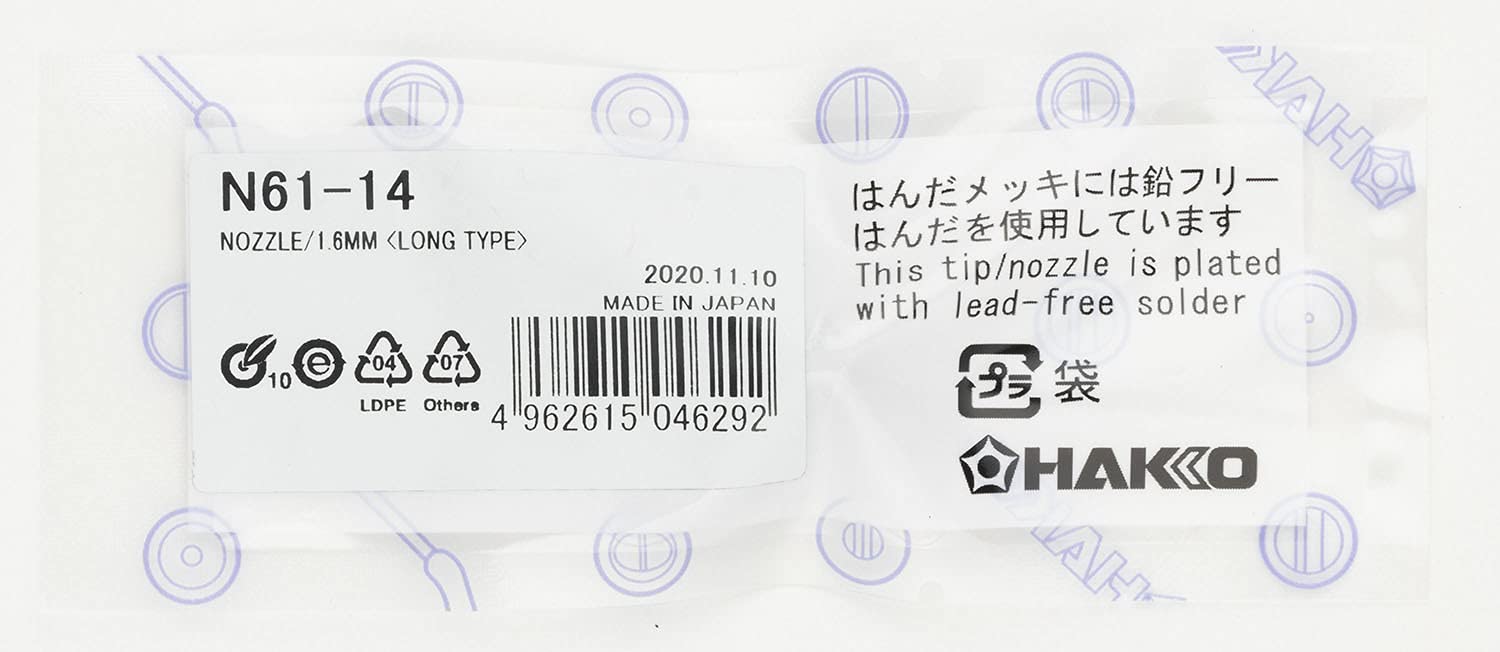 N61-14
NOZZLE/1.6MM <LONG TYPE>
2020.11.10
MADE IN JAPAN
10
e
04
07
LDPE
Others
4 962615 046292
はんだメッキには鉛フリー
はんだを使用しています
This tip/nozzle is plated
with lead-free solder
プラ
袋
HAKKO
HAKKO
HAKKO